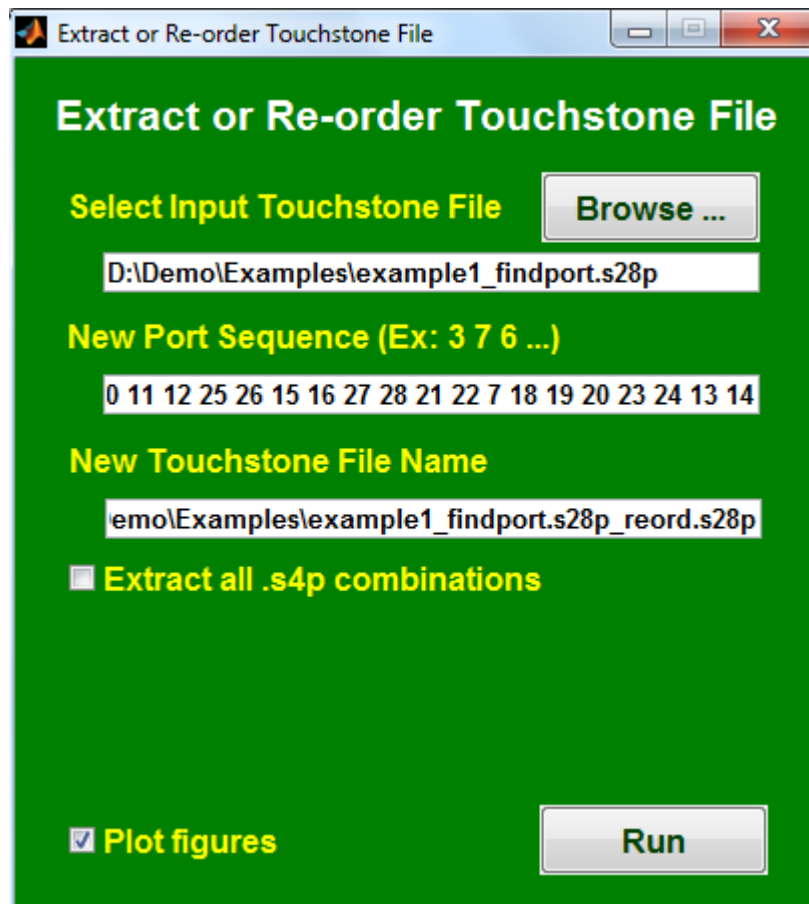 Extract or Re-order Touchstone File
Extract or Re-order Touchstone File
Select Input Touchstone File
Browse ...
D:\Demo\Examples\example1_findport.s28p
New Port Sequence (Ex: 3 7 6 ...)
0 11 12 25 26 15 16 27 28 21 22 7 18 19 20 23 24 13 14
New Touchstone File Name
emo\Examples\example1_findport.s28p_reord.s28p
Extract all .s4p combinations
Plot figures
Run